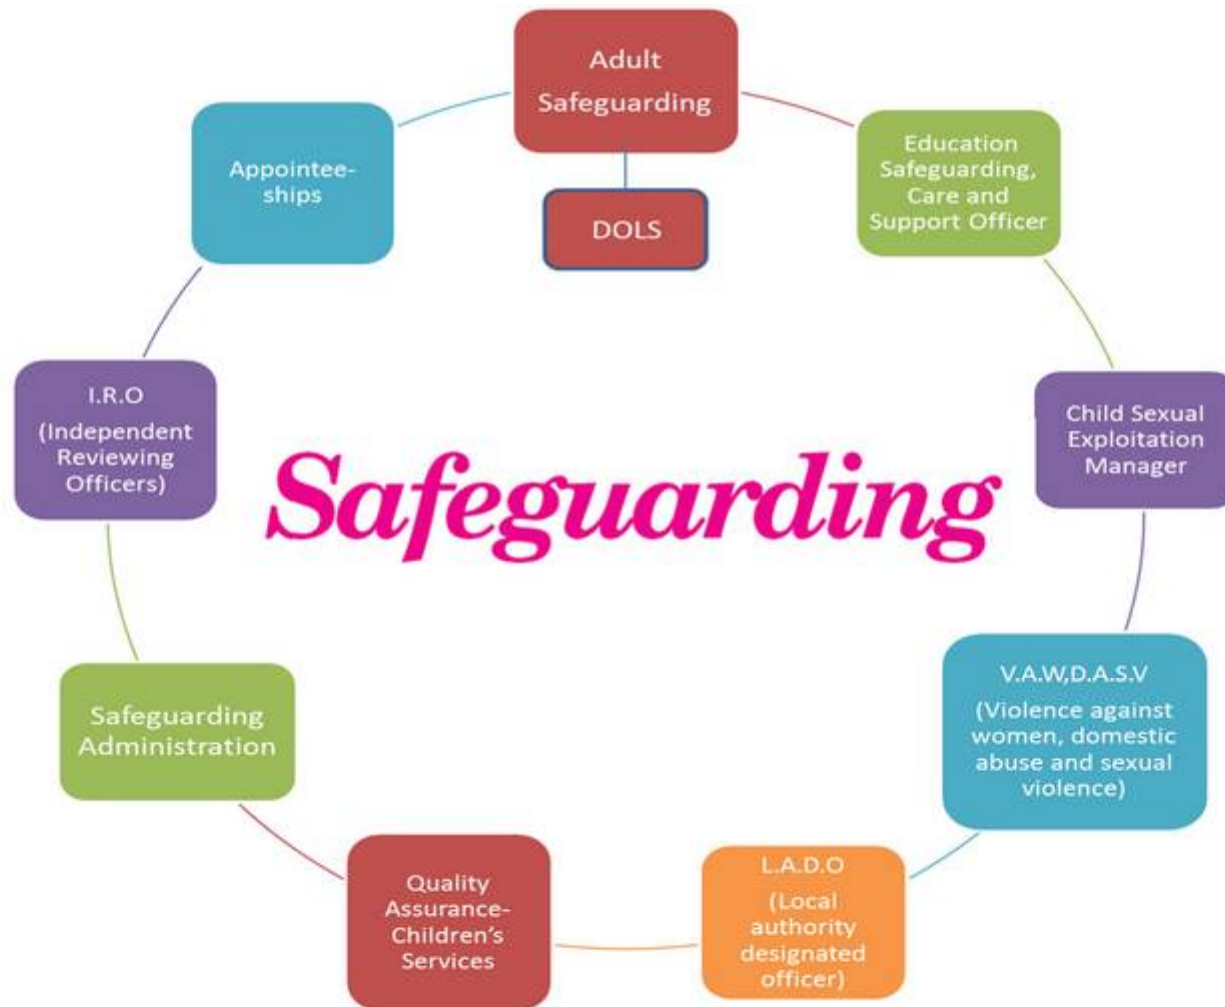 Adult
Safeguarding
DOLS
Education
Safeguarding,
Care and
Support Officer
Child Sexual
Exploitation
Manager
V.A.W,D.A.S.V
(Violence against
women, domestic
abuse and sexual
violence)
L.A.D.O
(Local
authority
designated
officer)
Quality
Assurance-
Children’s
Services
Safeguarding
Administration
I.R.O
(Independent
Reviewing
Officers)
Appointee-
ships
Safeguarding